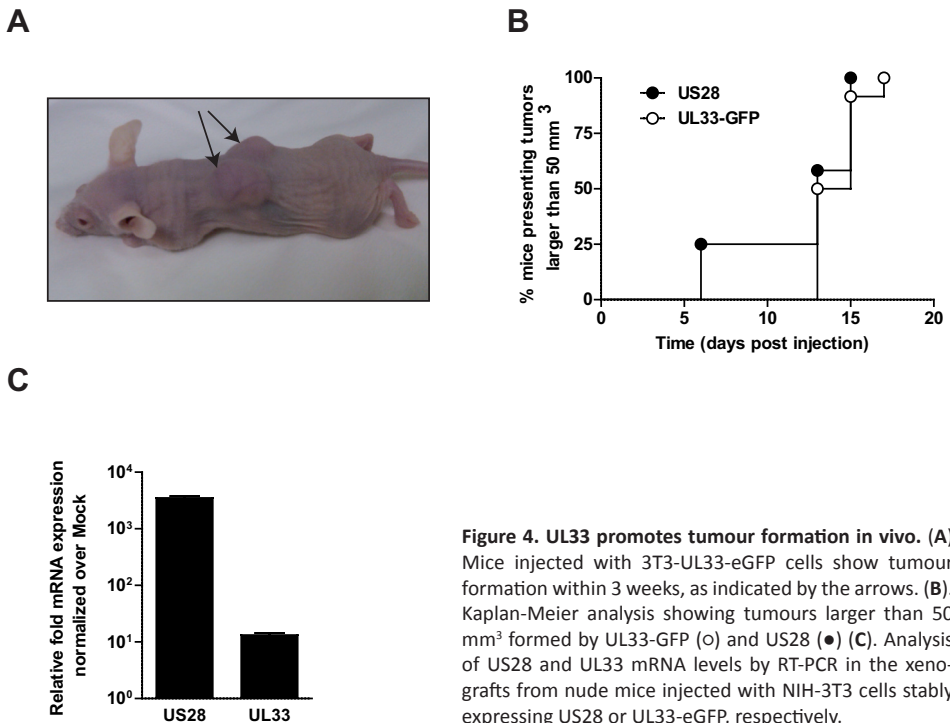 A
B
% mice presenting tumors
larger than 50 mm 3
100
75
50
25
0
US28
UL33-GFP
0 5 10 15 20
Time (days post injection)
C
Relative fold mRNA expression
normalized over Mock
10⁴
10³
10²
10¹
10⁰
US28 UL33
Figure 4. UL33 promotes tumour formation in vivo. (A)
Mice injected with 3T3-UL33-eGFP cells show tumour
formation within 3 weeks, as indicated by the arrows. (B).
Kaplan-Meier analysis showing tumours larger than 50
mm³ formed by UL33-GFP (○) and US28 (●) (C). Analysis
of US28 and UL33 mRNA levels by RT-PCR in the xeno-
grafts from nude mice injected with NIH-3T3 cells stably
expressing US28 or UL33-eGFP, respectively.